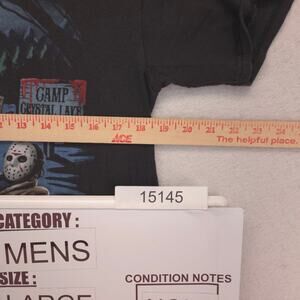 CAMP
CRYSTAL LAKE
13 14 15 16 17 18 19 20 21 22 23 24
ACE
The helpful place.
15145
CATEGORY :
MENS
SIZE :
CONDITION NOTES